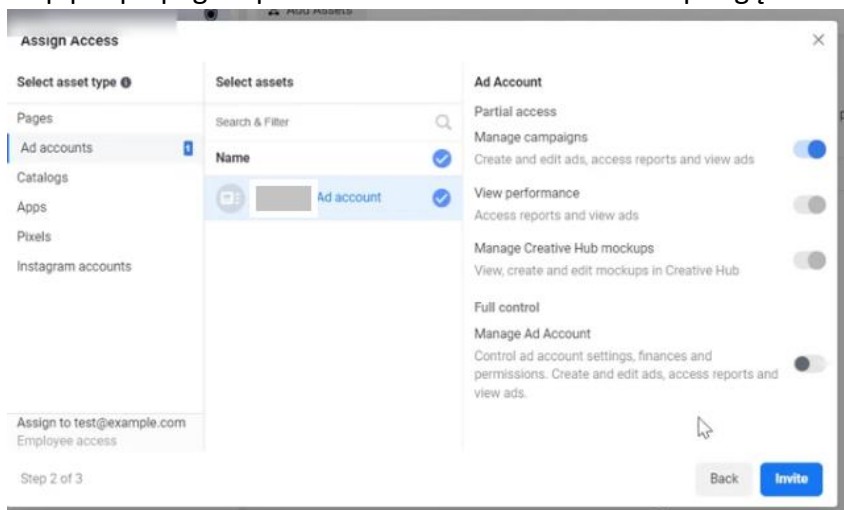 Add Assets
Assign Access
Select asset type
Pages
Ad accounts
1
Catalogs
Apps
Pixels
Instagram accounts
Assign to test@example.com
Employee access
Select assets
Search & Filter
Name
Ad account
Ad Account
Partial access
Manage campaigns
Create and edit ads, access reports and view ads
View performance
Access reports and view ads
Manage Creative Hub mockups
View, create and edit mockups in Creative Hub
Full control
Manage Ad Account
Control ad account settings, finances and
permissions. Create and edit ads, access reports and
view ads.
Step 2 of 3
Back
Invite